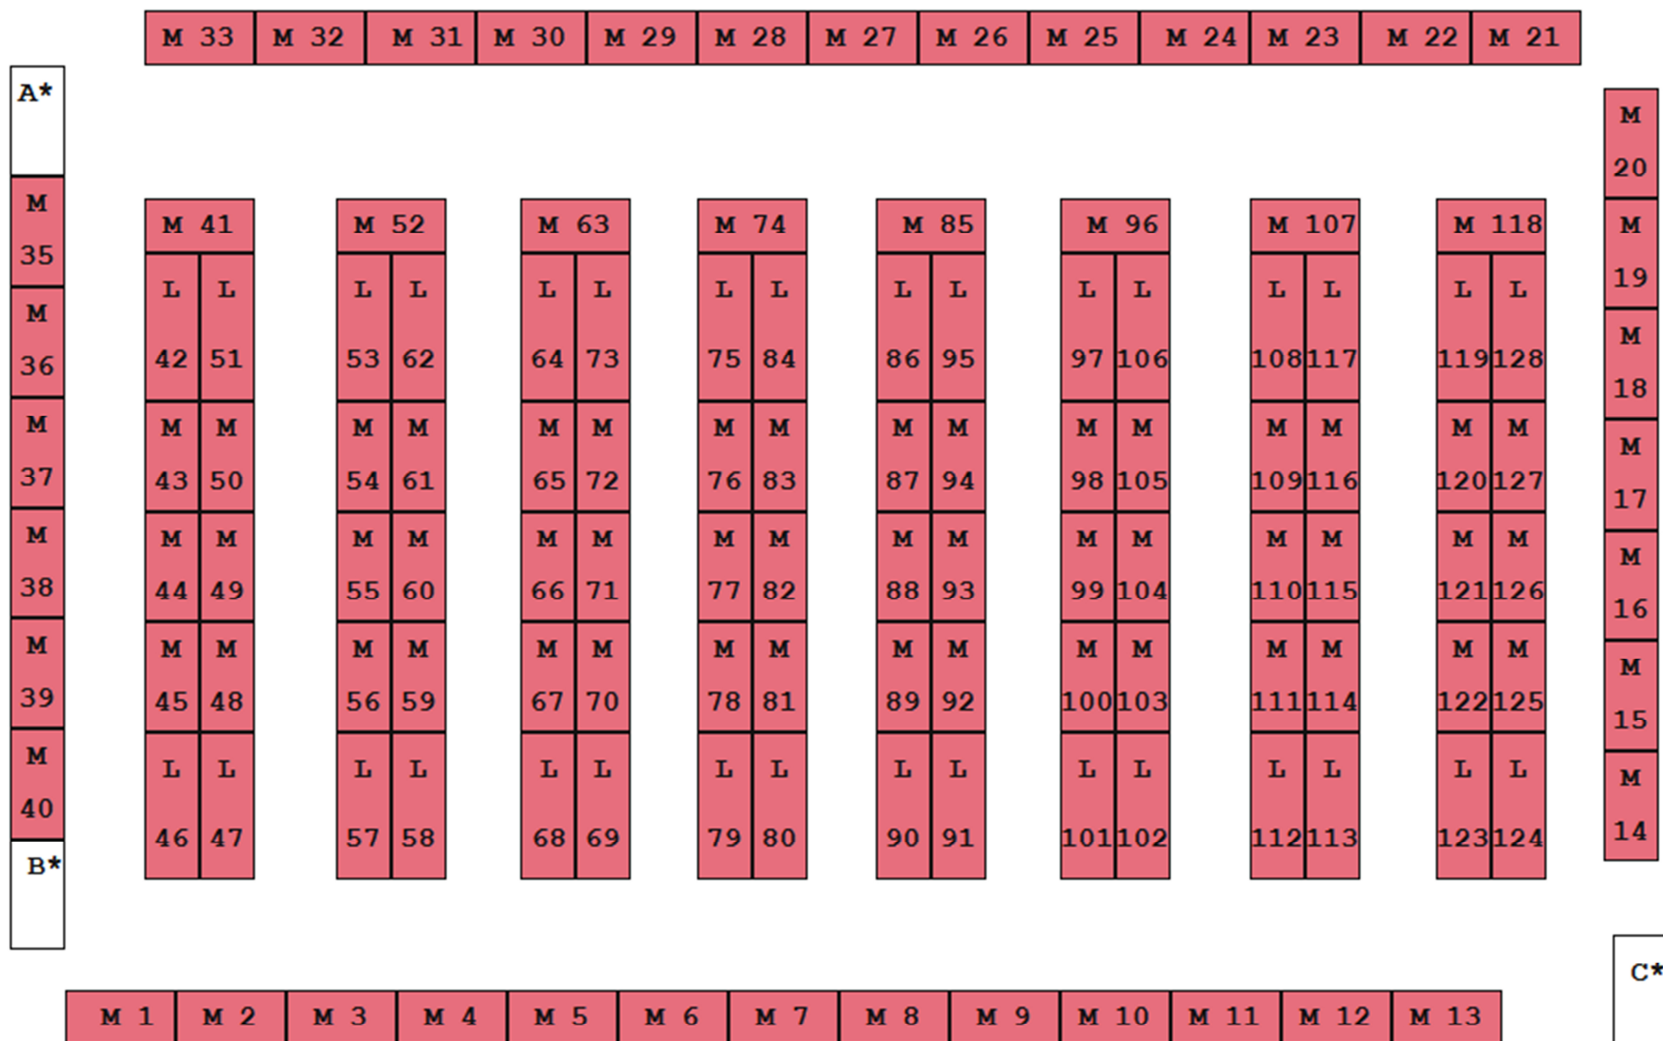 M 33 M 32 M 31 M 30 M 29 M 28 M 27 M 26 M 25 M 24 M 23 M 22 M 21
A*
M
20
M
35
M
36
M
37
M
38
M
39
M
40
B*
M 41 M 52 M 63 M 74 M 85 M 96 M 107 M 118
L L L L L L L L L L L L L L L L
42 51 53 62 64 73 75 84 86 95 97 106 108 117 119 128
M M M M M M M M M M M M M M M M
43 50 54 61 65 72 76 83 87 94 98 105 109 116 120 127
M M M M M M M M M M M M M M M M
44 49 55 60 66 71 77 82 88 93 99 104 110 115 121 126
M M M M M M M M M M M M M M M M
45 48 56 59 67 70 78 81 89 92 100 103 111 114 122 125
L L L L L L L L L L L L L L L L
46 47 57 58 68 69 79 80 90 91 101 102 112 113 123 124
M
19
M
18
M
17
M
16
M
15
M
14
C*
M 1 M 2 M 3 M 4 M 5 M 6 M 7 M 8 M 9 M 10 M 11 M 12 M 13